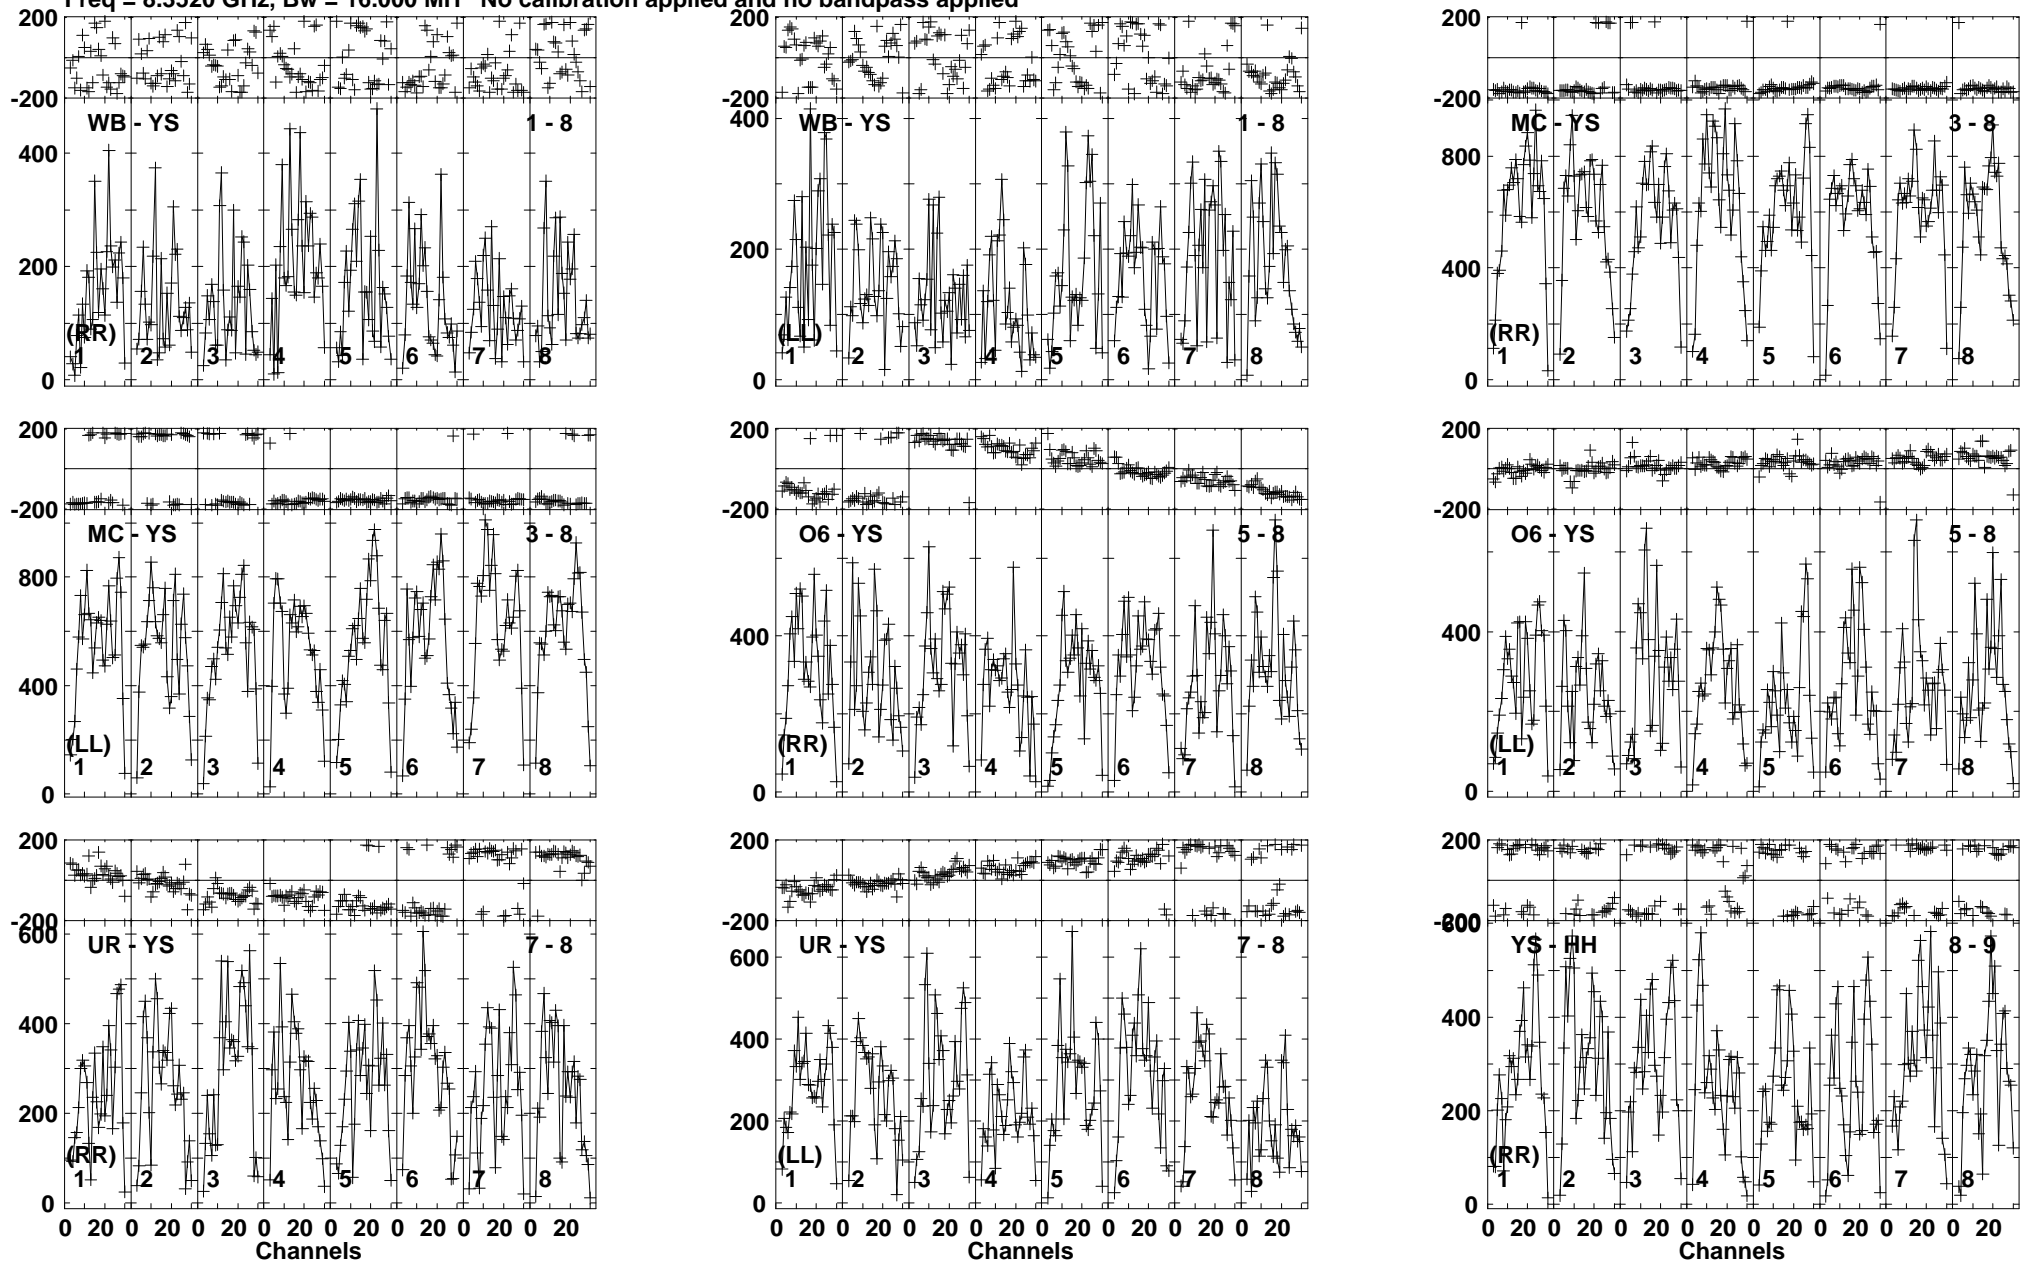 Freq = 8.3520 GHz, Bw = 16.000 MH No calibration applied and no bandpass applied
200 200 200
-200 -200 -200
WB - YS 1 - 8 WB - YS 1 - 8 MC - YS 3 - 8
400 400 800
200 200 400
(RR) (LL) (RR)
1 2 3 4 5 6 7 8 1 2 3 4 5 6 7 8 1 2 3 4 5 6 7 8
0 0 0
200 200 200
-200 -200 -200
MC - YS 3 - 8 O6 - YS 5 - 8 O6 - YS 5 - 8
800 400 400
400
(LL) (RR) (LL)
1 2 3 4 5 6 7 8 1 2 3 4 5 6 7 8 1 2 3 4 5 6 7 8
0 0 0
200 200 200
-200 -200 -200
600 600 600
UR - YS 7 - 8 UR - YS 7 - 8 YS - HH 8 - 9
400 400 400
200 200 200
(RR) (LL) (RR)
1 2 3 4 5 6 7 8 1 2 3 4 5 6 7 8 1 2 3 4 5 6 7 8
0 0 0
0 20 0 20 0 20 0 20 0 20 0 20 0 20 0 20 0 20 0 20 0 20 0 20 0 20 0 20 0 20 0 20 0 20 0 20 0 20 0 20 0 20 0 20 0 20 0 20
Channels Channels Channels